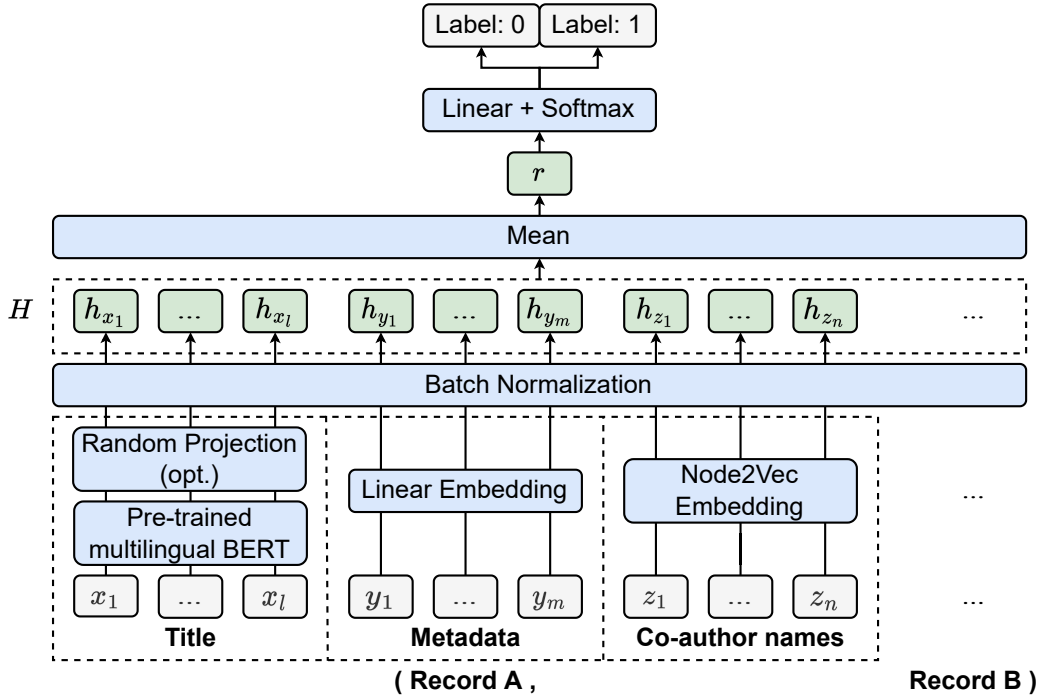 Label: 0 Label: 1
Linear + Softmax
r
Mean
H h_{x_1} ... h_{x_l} h_{y_1} ... h_{y_m} h_{z_1} ... h_{z_n} ...
Batch Normalization
Random Projection
(opt.)
Pre-trained
multilingual BERT
Linear Embedding
Node2Vec
Embedding
...
x_1 ... x_l y_1 ... y_m z_1 ... z_n ...
Title Metadata Co-author names
( Record A , Record B )